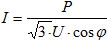 I = P / √3 · U · cos φ